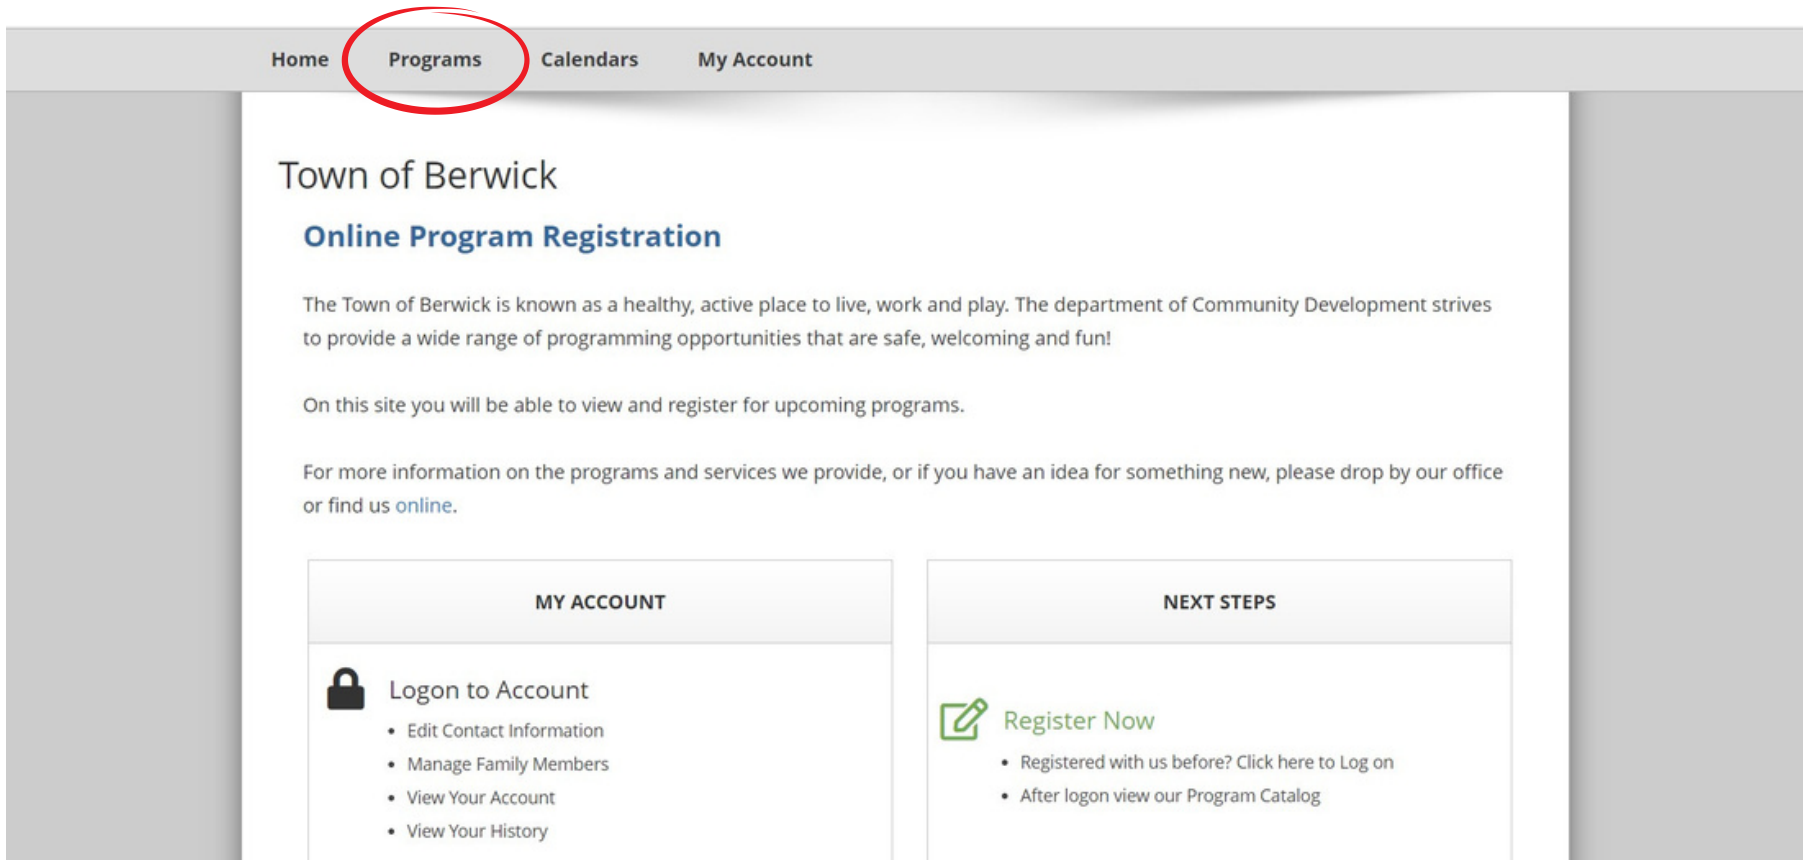 Home Programs Calendars My Account
Town of Berwick
Online Program Registration
The Town of Berwick is known as a healthy, active place to live, work and play. The department of Community Development strives
to provide a wide range of programming opportunities that are safe, welcoming and fun!
On this site you will be able to view and register for upcoming programs.
For more information on the programs and services we provide, or if you have an idea for something new, please drop by our office
or find us online.
MY ACCOUNT
Logon to Account
• Edit Contact Information
• Manage Family Members
• View Your Account
• View Your History
NEXT STEPS
Register Now
• Registered with us before? Click here to Log on
• After logon view our Program Catalog